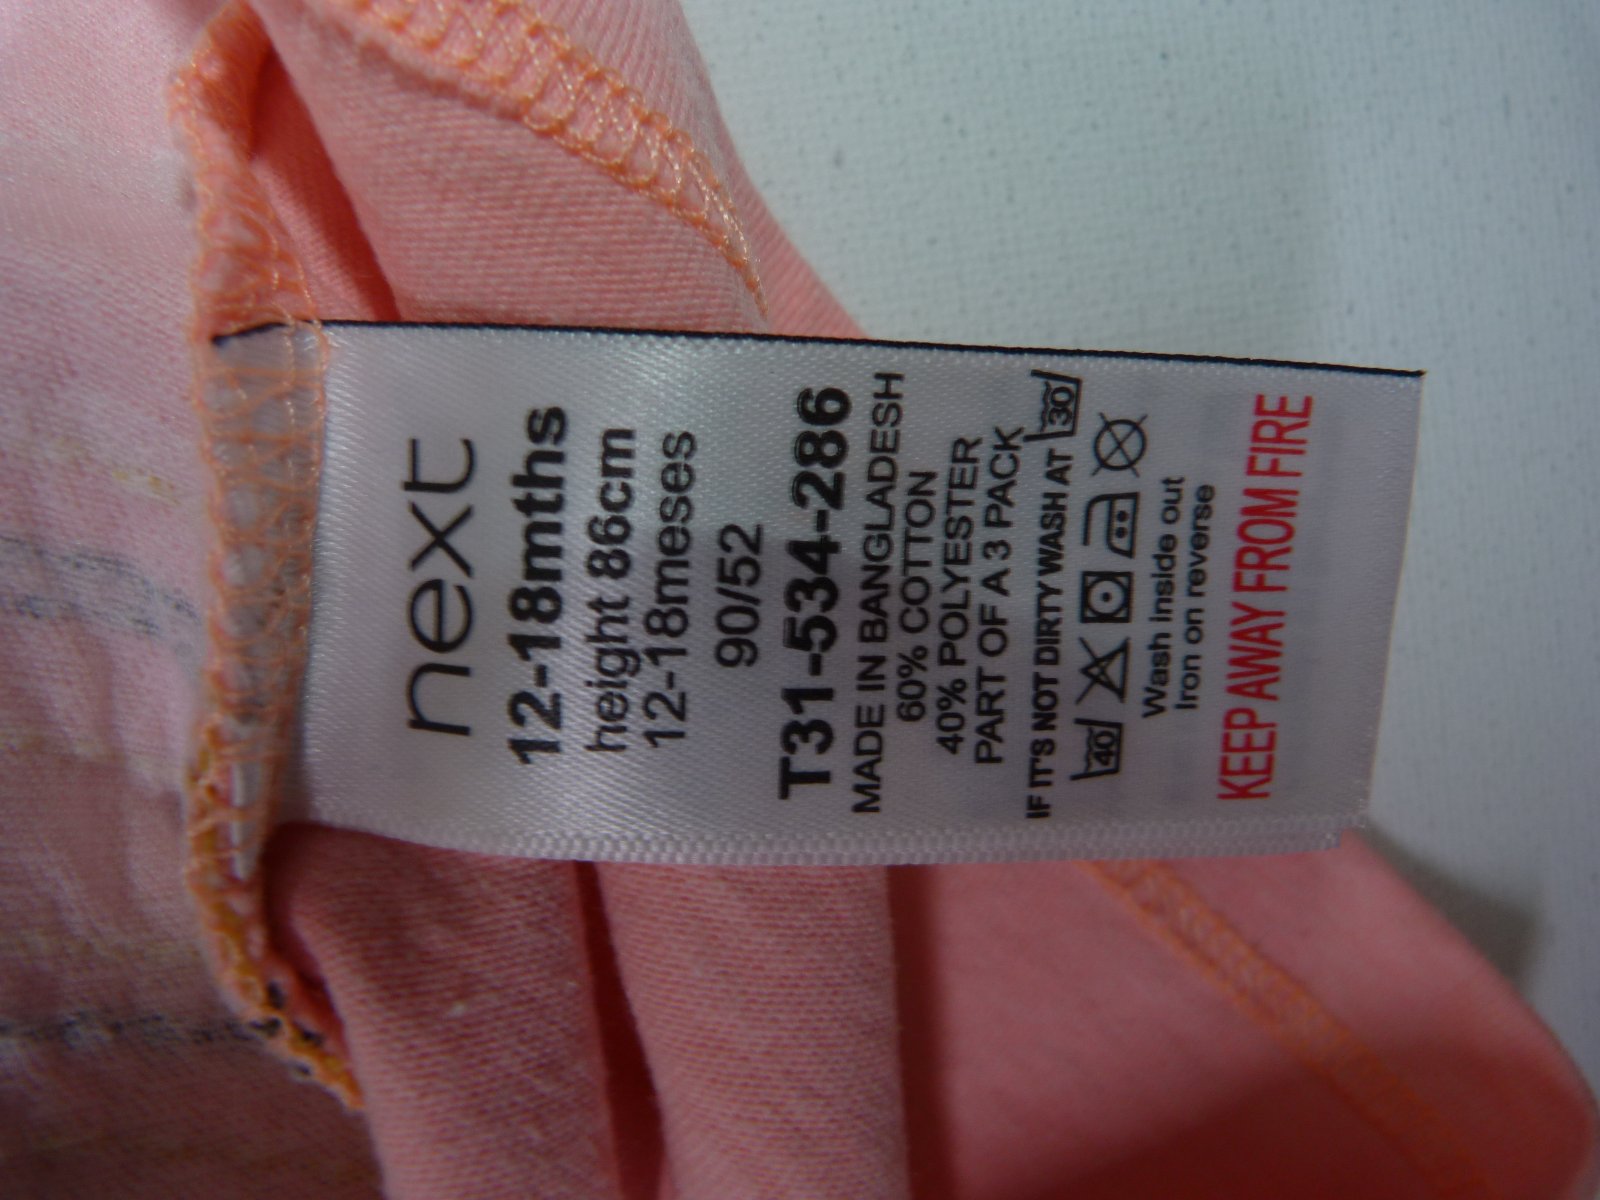 next
12-18mths
height 86cm
12-18meses
90/52
T31-534-286
MADE IN BANGLADESH
60% COTTON
40% POLYESTER
PART OF A 3 PACK
IF IT'S NOT DIRTY WASH AT 30
40
Wash inside out
Iron on reverse
KEEP AWAY FROM FIRE